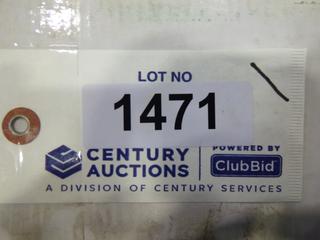 LOT NO
1471
CENTURY AUCTIONS
POWERED BY
ClubBid
A DIVISION OF CENTURY SERVICES